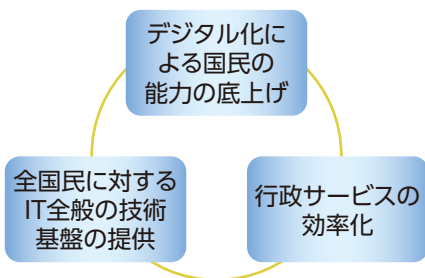 デジタル化に
よる国民の
能力の底上げ
全国民に対する
IT全般の技術
基盤の提供
行政サービスの
効率化